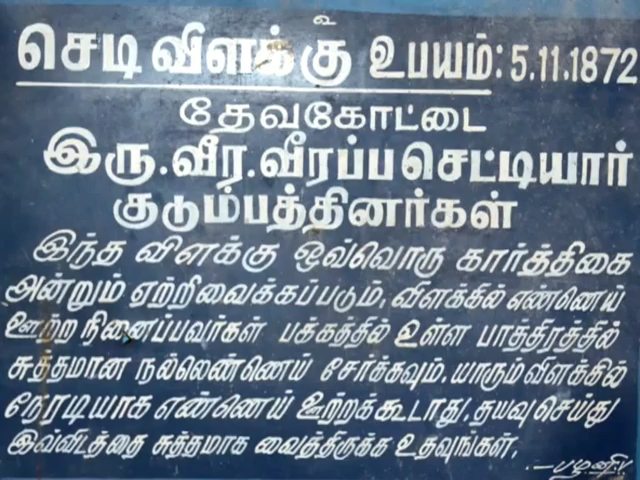 உ
செடி விளக்கு உபயம்: 5.11.1872
தேவகோட்டை
இரு.வீர.வீரப்பசெட்டியார்
குடும்பத்தினர்கள்
இந்த விளக்கு ஒவ்வொரு கார்த்திகை
அன்றும் ஏற்றிவைக்கப்படும், விளக்கில் எண்ணெய்
ஊற்ற நினைப்பவர்கள் பக்கத்தில் உள்ள பாத்திரத்தில்
சுத்தமான நல்லெண்ணெய் சேர்க்கவும். யாரும் விளக்கில்
நேரடியாக எண்ணெய் ஊற்றக்கூடாது. தயவு செய்து
இவ்விடத்தை சுத்தமாக வைத்திருக்க உதவுங்கள்.
-பழனி.V